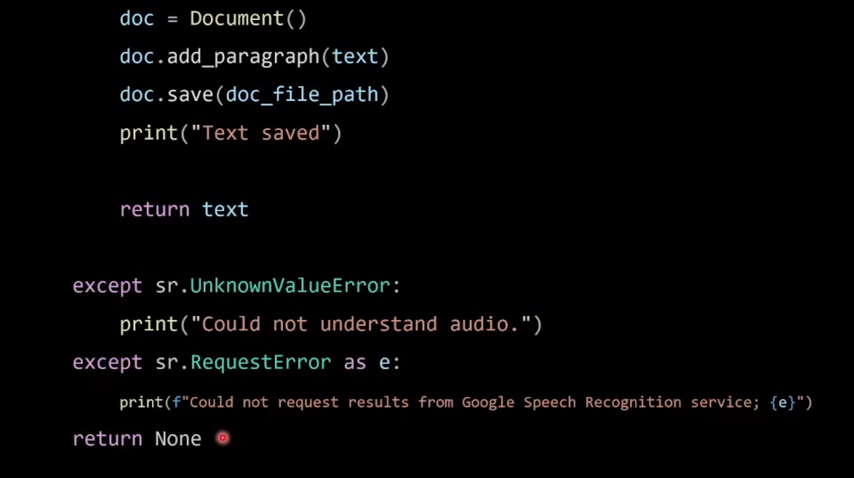 doc = Document()
doc.add_paragraph(text)
doc.save(doc_file_path)
print("Text saved")
return text
except sr.UnknownValueError:
print("Could not understand audio.")
except sr.RequestError as e:
print(f"Could not request results from Google Speech Recognition service; {e}")
return None